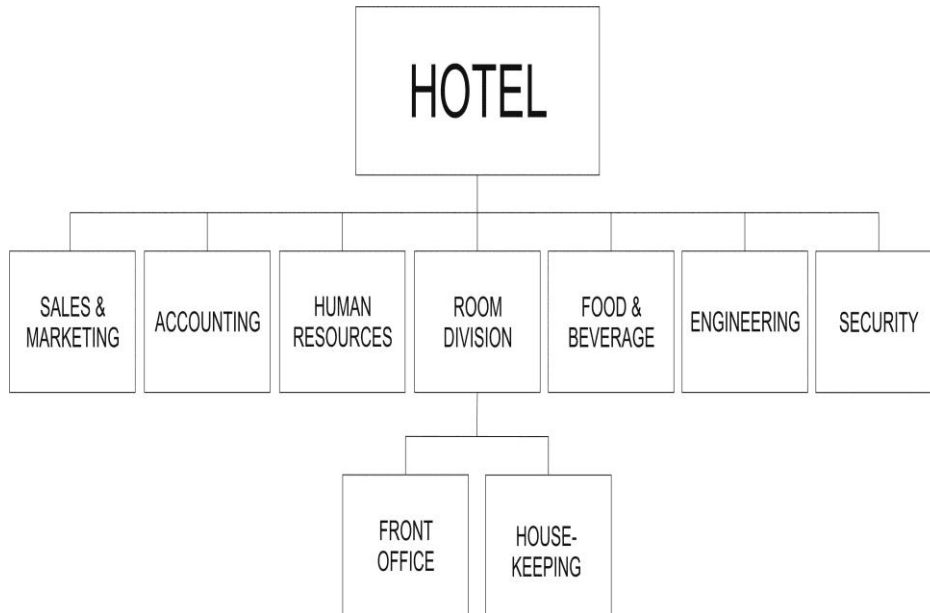 HOTEL
SALES &
MARKETING
ACCOUNTING
HUMAN
RESOURCES
ROOM
DIVISION
FOOD &
BEVERAGE
ENGINEERING
SECURITY
FRONT
OFFICE
HOUSE-
KEEPING